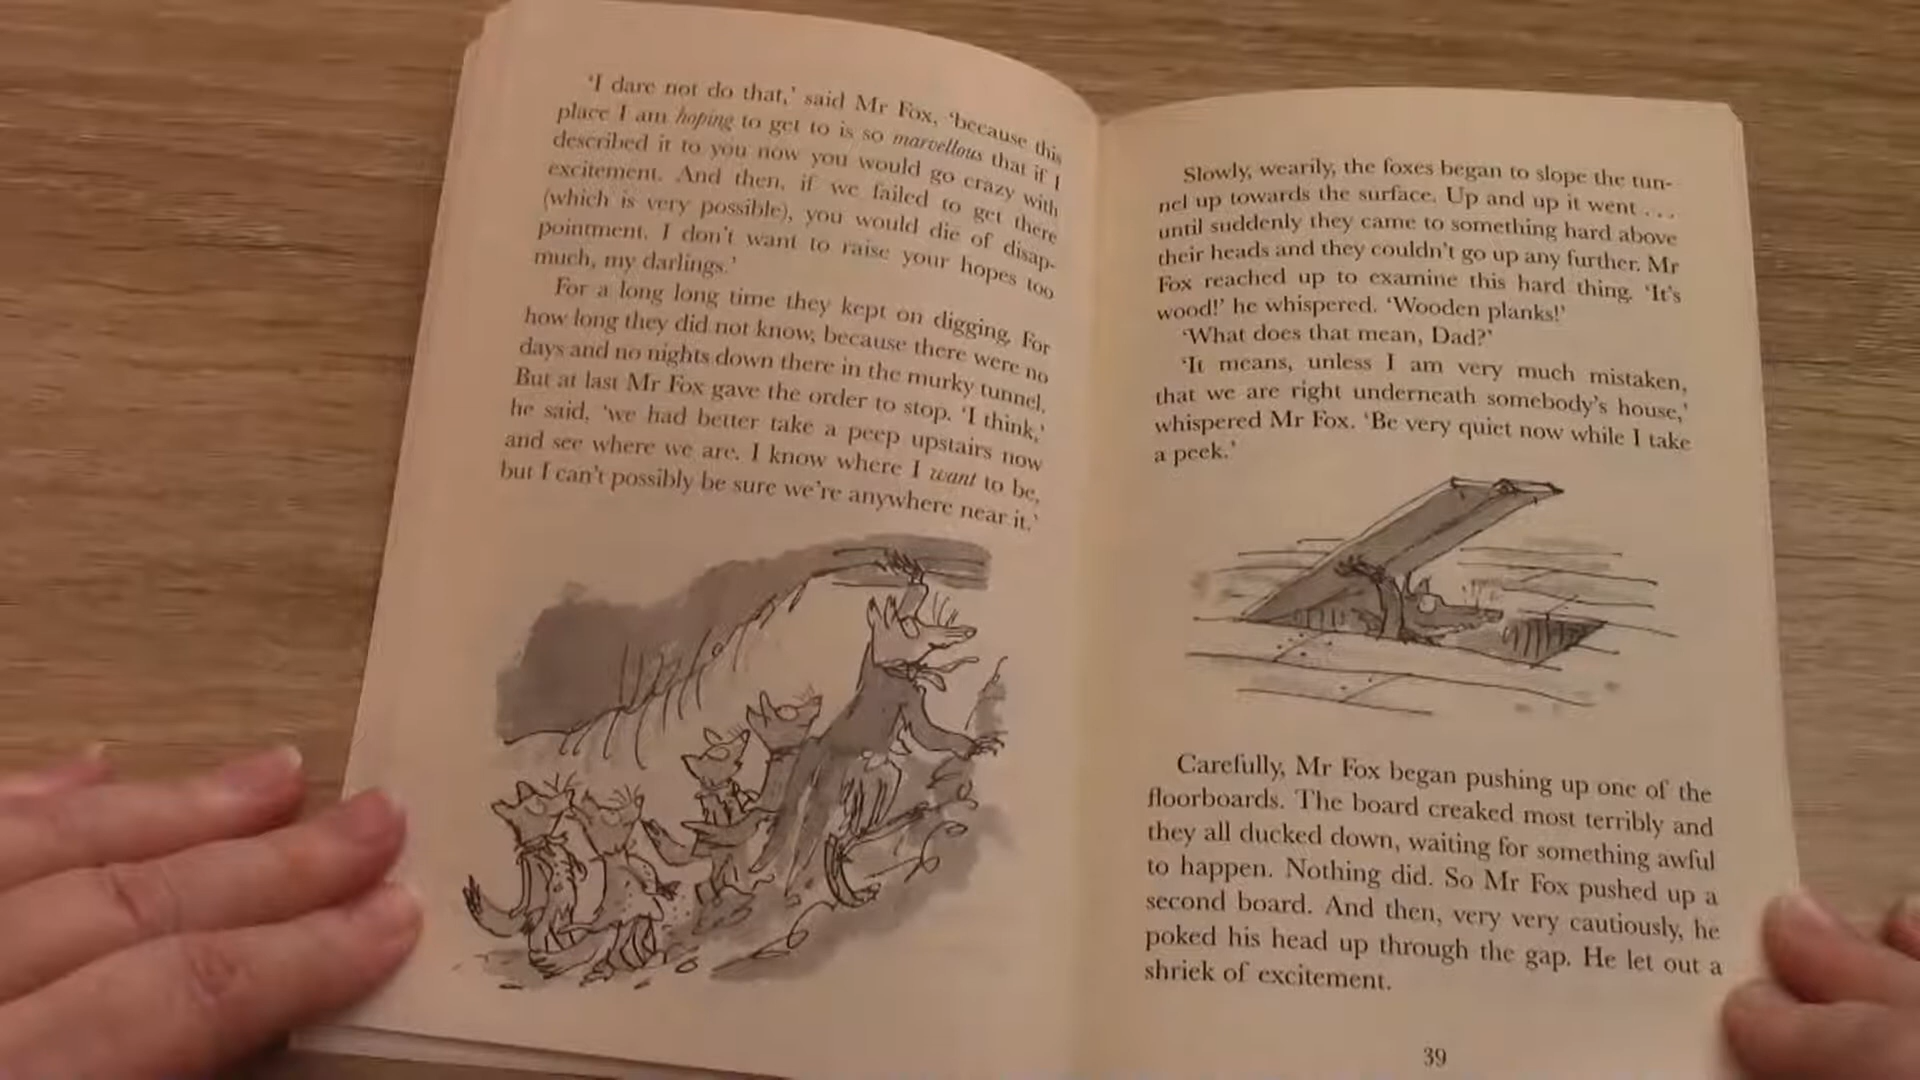 ‘I dare not do that,’ said Mr Fox, ‘because this
place I am hoping to get to is so marvellous that if I
described it to you now you would go crazy with
excitement. And then, if we failed to get there
(which is very possible), you would die of disap-
pointment. I don’t want to raise your hopes too
much, my darlings.’
For a long long time they kept on digging. For
how long they did not know, because there were no
days and no nights down there in the murky tunnel.
But at last Mr Fox gave the order to stop. ‘I think,’
he said, ‘we had better take a peep upstairs now
and see where we are. I know where I want to be,
but I can’t possibly be sure we’re anywhere near it.’
Slowly, wearily, the foxes began to slope the tun-
nel up towards the surface. Up and up it went . . .
until suddenly they came to something hard above
their heads and they couldn’t go up any further. Mr
Fox reached up to examine this hard thing. ‘It’s
wood!’ he whispered. ‘Wooden planks!’
‘What does that mean, Dad?’
‘It means, unless I am very much mistaken,
that we are right underneath somebody’s house,’
whispered Mr Fox. ‘Be very quiet now while I take
a peek.’
Carefully, Mr Fox began pushing up one of the
floorboards. The board creaked most terribly and
they all ducked down, waiting for something awful
to happen. Nothing did. So Mr Fox pushed up a
second board. And then, very very cautiously, he
poked his head up through the gap. He let out a
shriek of excitement.
39